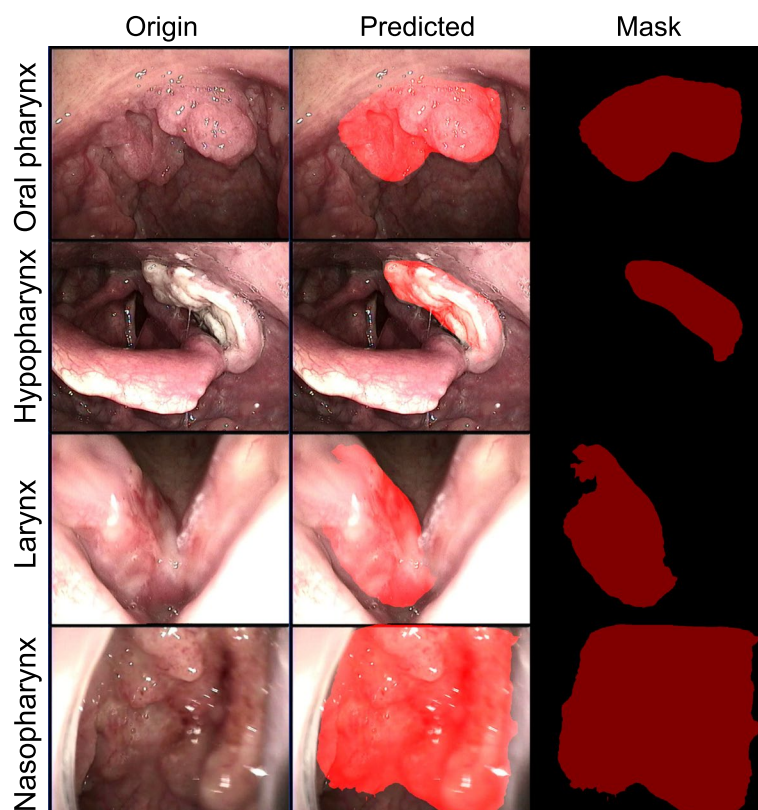 Origin
Predicted
Mask
Oral pharynx
Hypopharynx
Larynx
Nasopharynx